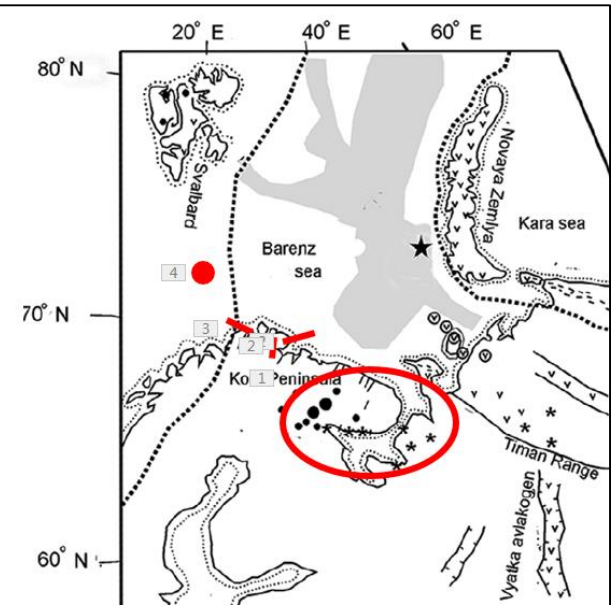 20° E 40° E 60° E
80° N
Svalbard
Novaya Zemlya
Kara sea
Barenz
sea
4
70° N
3
2
1
Peninsula
Timan Range
Vyatka avlakogen
60° N